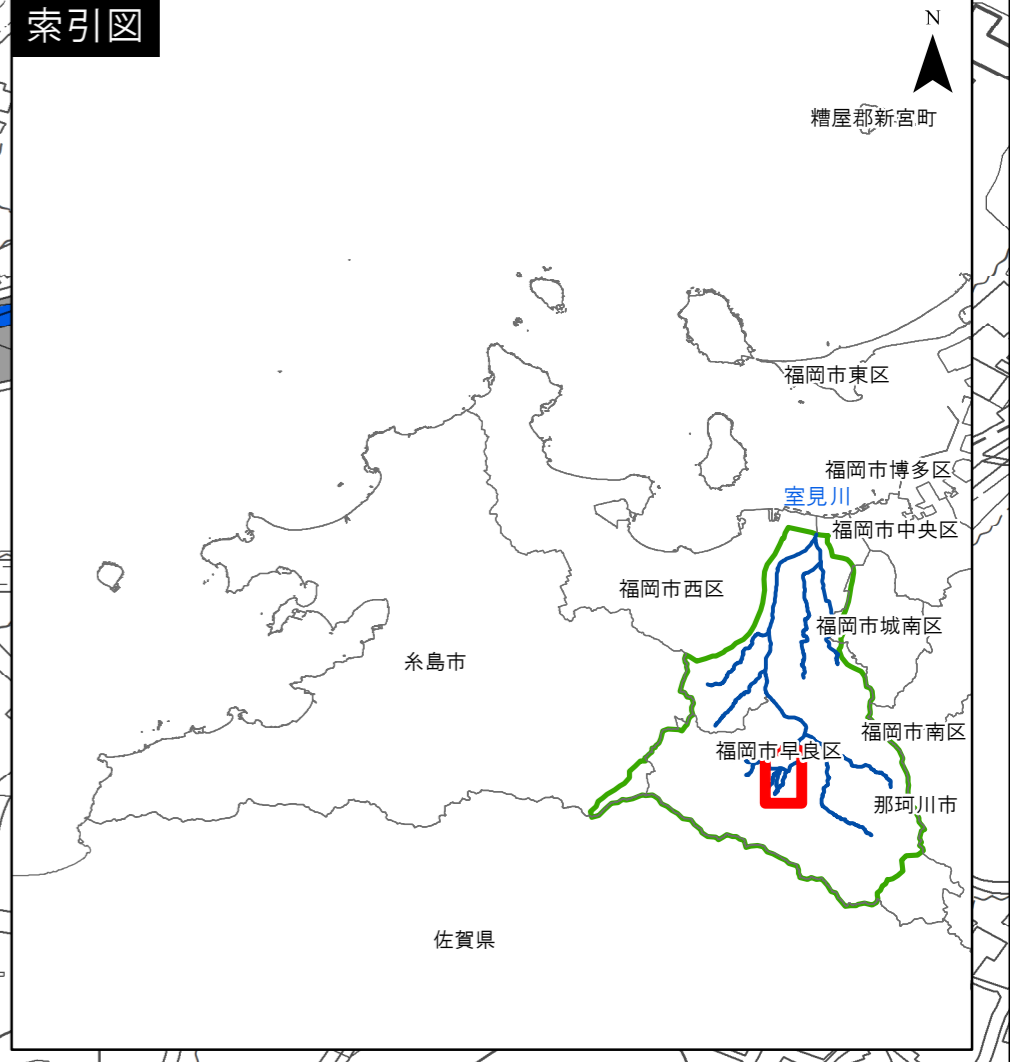 索引図
N
糟屋郡新宮町
福岡市東区
福岡市博多区
室見川
福岡市中央区
福岡市西区
福岡市城南区
糸島市
福岡市南区
福岡市早良区
那珂川市
佐賀県